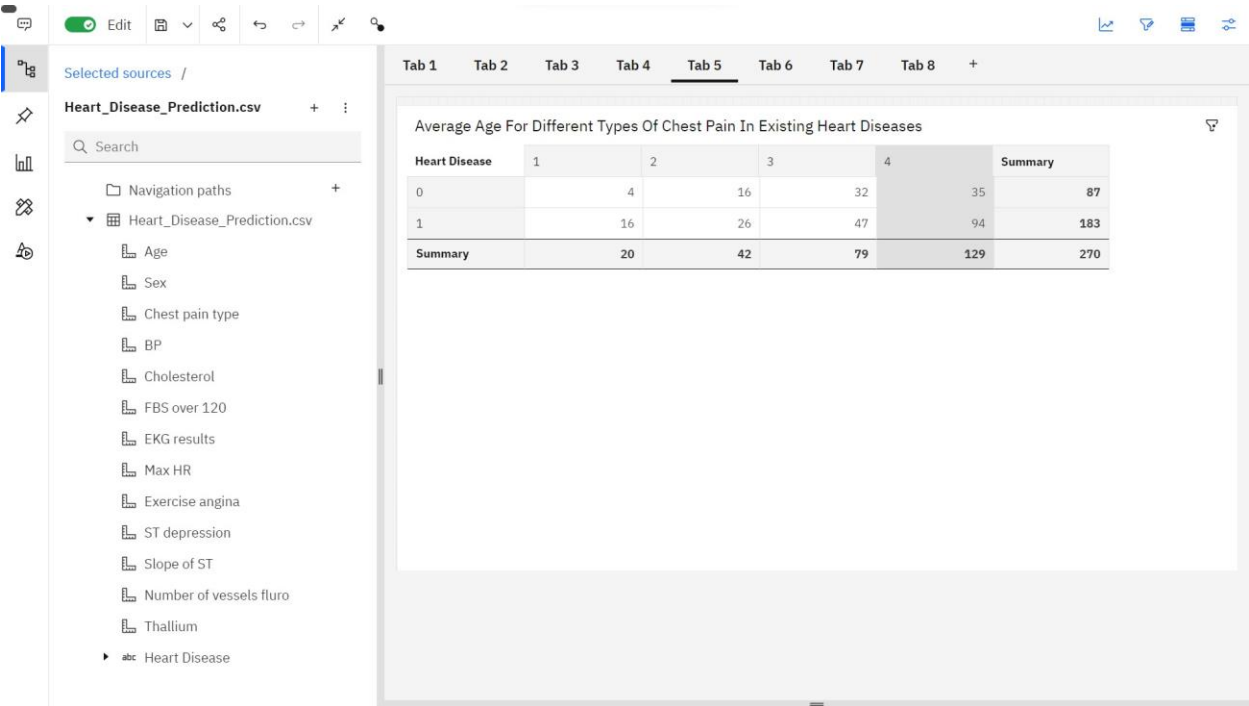 Edit
Tab 1 Tab 2 Tab 3 Tab 4 Tab 5 Tab 6 Tab 7 Tab 8 +
Selected sources /
Heart_Disease_Prediction.csv + ⋮
Search
Navigation paths +
Heart_Disease_Prediction.csv
Age
Sex
Chest pain type
BP
Cholesterol
FBS over 120
EKG results
Max HR
Exercise angina
ST depression
Slope of ST
Number of vessels fluro
Thallium
abc Heart Disease
Average Age For Different Types Of Chest Pain In Existing Heart Diseases
Heart Disease 1 2 3 4 Summary
0 4 16 32 35 87
1 16 26 47 94 183
Summary 20 42 79 129 270